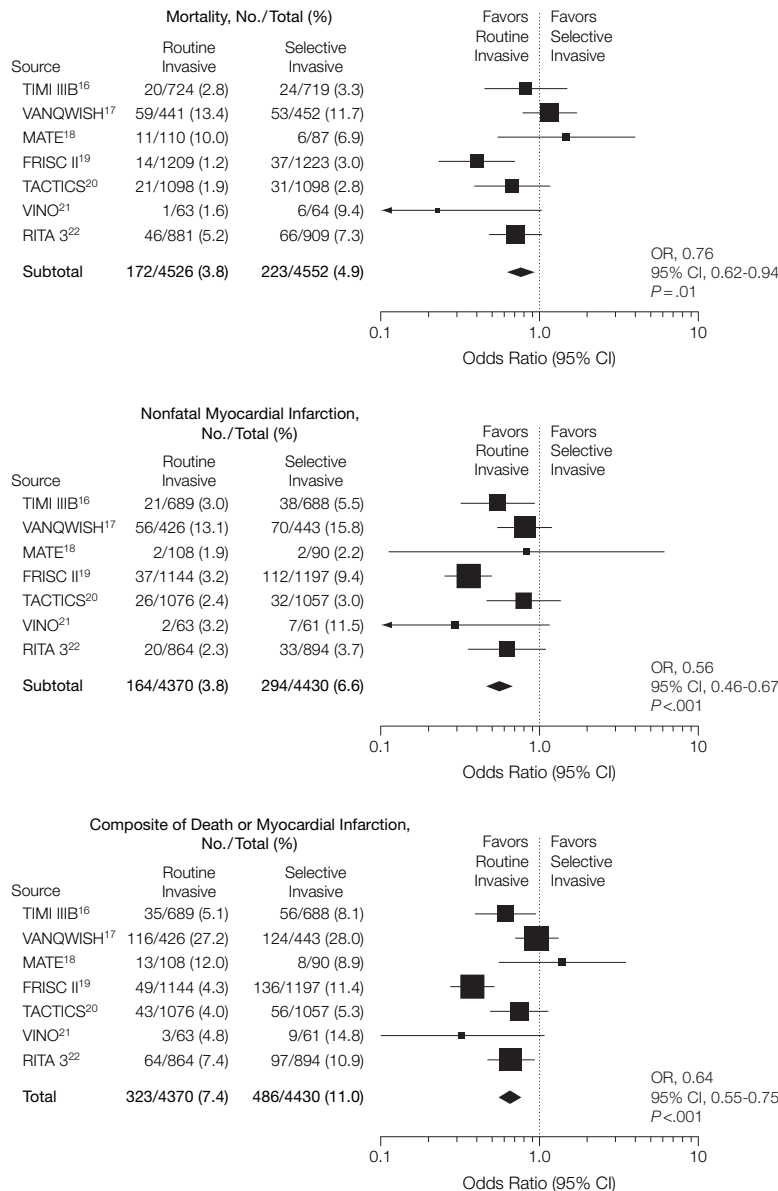 Mortality, No./Total (%)
Favors Routine Invasive
Favors Selective Invasive
Source
Routine Invasive
Selective Invasive
TIMI IIIB16 20/724 (2.8) 24/719 (3.3)
VANQWISH17 59/441 (13.4) 53/452 (11.7)
MATE18 11/110 (10.0) 6/87 (6.9)
FRISC II19 14/1209 (1.2) 37/1223 (3.0)
TACTICS20 21/1098 (1.9) 31/1098 (2.8)
VINO21 1/63 (1.6) 6/64 (9.4)
RITA 322 46/881 (5.2) 66/909 (7.3)
Subtotal 172/4526 (3.8) 223/4552 (4.9)
OR, 0.76
95% CI, 0.62-0.94
P=.01
0.1 1.0 10
Odds Ratio (95% CI)
Nonfatal Myocardial Infarction,
No./Total (%)
Favors Routine Invasive
Favors Selective Invasive
Source
Routine Invasive
Selective Invasive
TIMI IIIB16 21/689 (3.0) 38/688 (5.5)
VANQWISH17 56/426 (13.1) 70/443 (15.8)
MATE18 2/108 (1.9) 2/90 (2.2)
FRISC II19 37/1144 (3.2) 112/1197 (9.4)
TACTICS20 26/1076 (2.4) 32/1057 (3.0)
VINO21 2/63 (3.2) 7/61 (11.5)
RITA 322 20/864 (2.3) 33/894 (3.7)
Subtotal 164/4370 (3.8) 294/4430 (6.6)
OR, 0.56
95% CI, 0.46-0.67
P<.001
0.1 1.0 10
Odds Ratio (95% CI)
Composite of Death or Myocardial Infarction,
No./Total (%)
Favors Routine Invasive
Favors Selective Invasive
Source
Routine Invasive
Selective Invasive
TIMI IIIB16 35/689 (5.1) 56/688 (8.1)
VANQWISH17 116/426 (27.2) 124/443 (28.0)
MATE18 13/108 (12.0) 8/90 (8.9)
FRISC II19 49/1144 (4.3) 136/1197 (11.4)
TACTICS20 43/1076 (4.0) 56/1057 (5.3)
VINO21 3/63 (4.8) 9/61 (14.8)
RITA 322 64/864 (7.4) 97/894 (10.9)
Total 323/4370 (7.4) 486/4430 (11.0)
OR, 0.64
95% CI, 0.55-0.75
P<.001
0.1 1.0 10
Odds Ratio (95% CI)